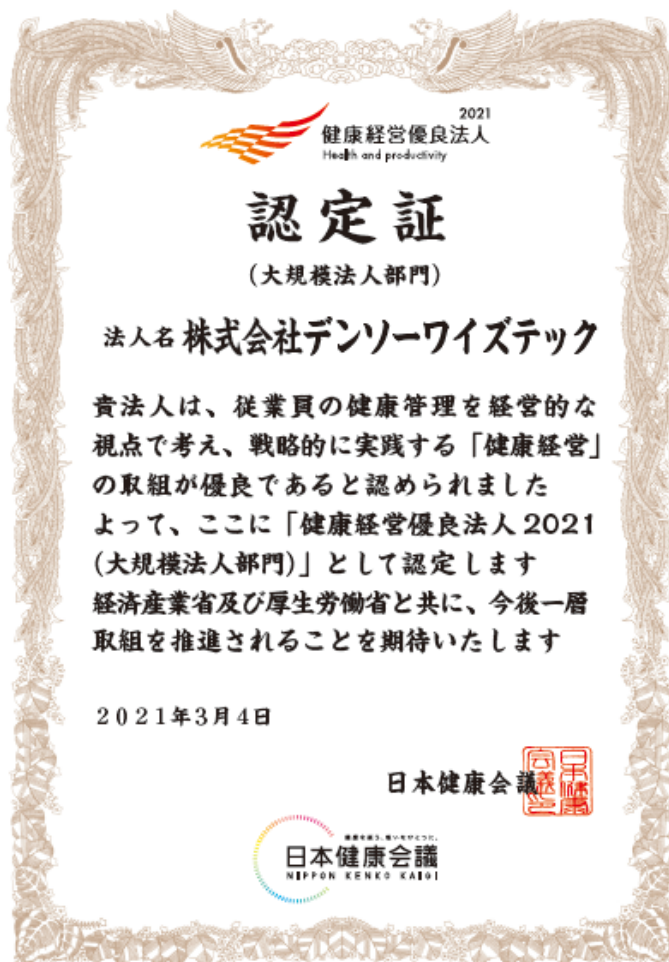 2021
健康経営優良法人
Health and productivity
認定証
(大規模法人部門)
法人名 株式会社デンソーワイズテック
貴法人は、従業員の健康管理を経営的な
視点で考え、戦略的に実践する「健康経営」
の取組が優良であると認められました
よって、ここに「健康経営優良法人2021
(大規模法人部門)」として認定します
経済産業省及び厚生労働省と共に、今後一層
取組を推進されることを期待いたします
2021年3月4日
日本健康会議
日本健康会議
NIPPON KENKO KAIGI